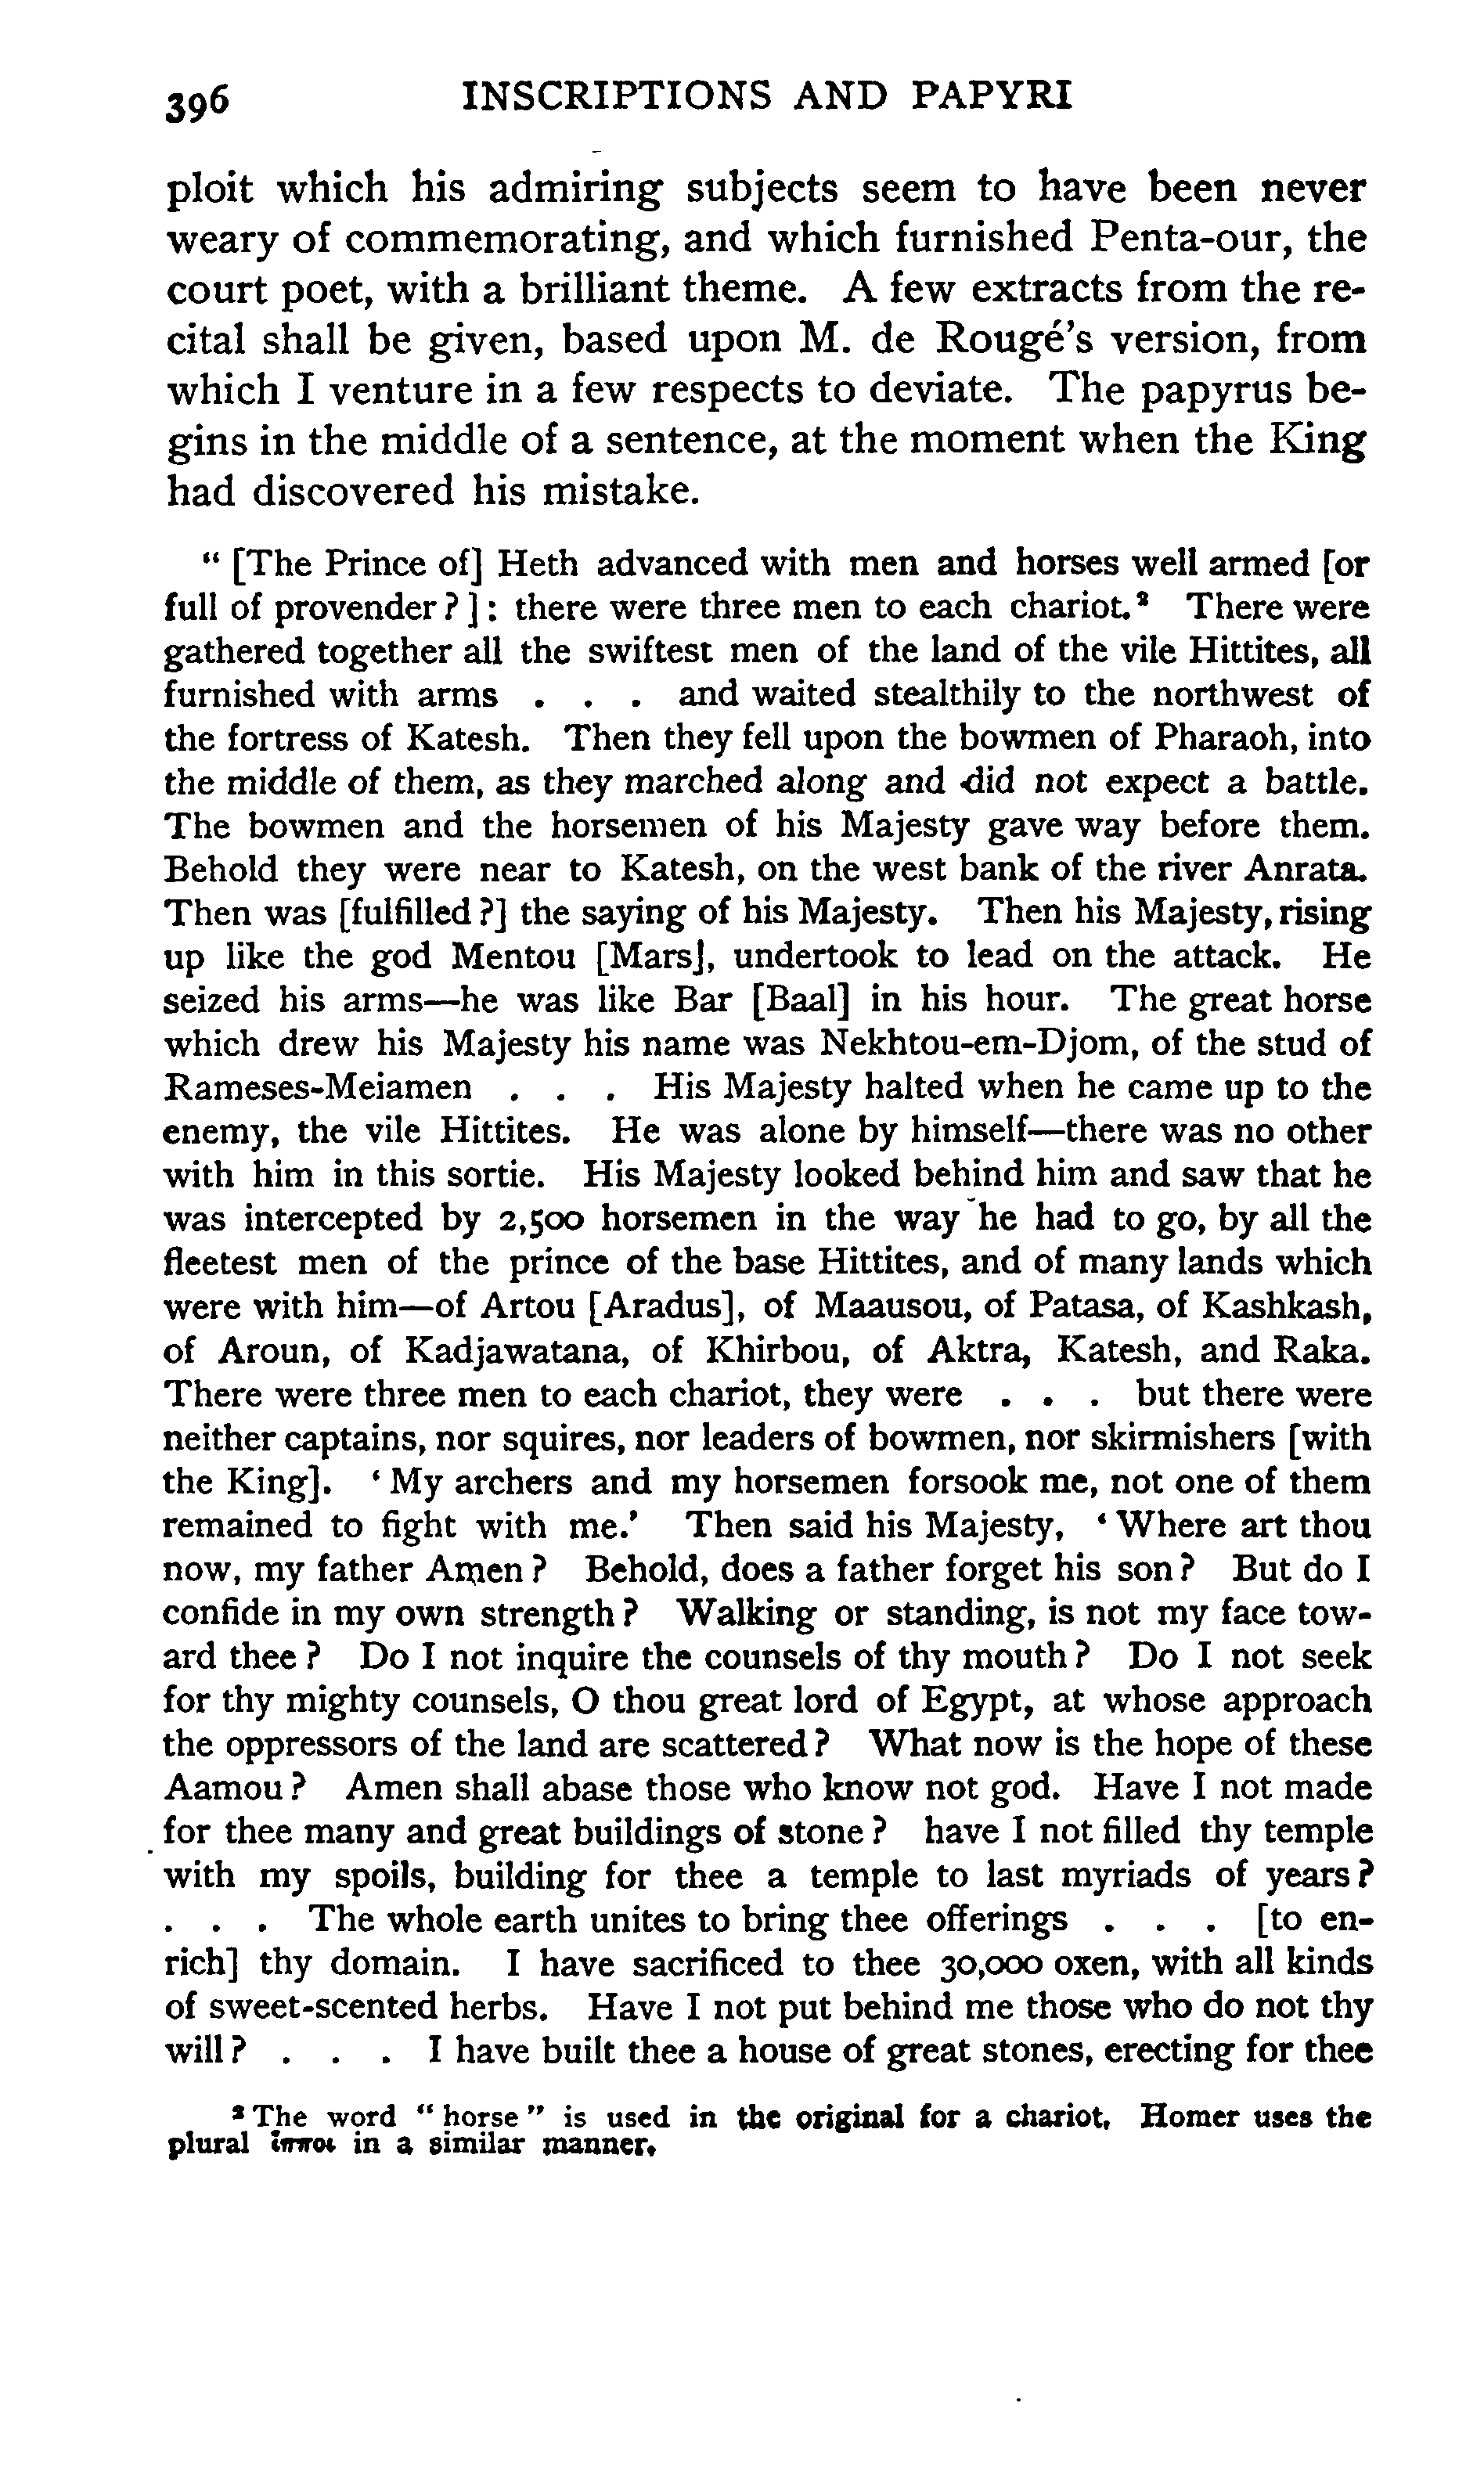 396 INSCRIPTIONS AND PAPYRI
ploit which his admiring subjects seem to have been never
weary of commemorating, and which furnished Penta-our, the
court poet, with a brilliant theme. A few extracts from the re-
cital shall be given, based upon M. de Rougé's version, from
which I venture in a few respects to deviate. The papyrus be-
gins in the middle of a sentence, at the moment when the King
had discovered his mistake.
“ [The Prince of] Heth advanced with men and horses well armed [or
full of provender ? ] : there were three men to each chariot.² There were
gathered together all the swiftest men of the land of the vile Hittites, all
furnished with arms . . . and waited stealthily to the northwest of
the fortress of Katesh. Then they fell upon the bowmen of Pharaoh, into
the middle of them, as they marched along and did not expect a battle.
The bowmen and the horsemen of his Majesty gave way before them.
Behold they were near to Katesh, on the west bank of the river Anrata.
Then was [fulfilled ?] the saying of his Majesty. Then his Majesty, rising
up like the god Mentou [Mars], undertook to lead on the attack. He
seized his arms—he was like Bar [Baal] in his hour. The great horse
which drew his Majesty his name was Nekhtou-em-Djom, of the stud of
Rameses-Meiamen . . . His Majesty halted when he came up to the
enemy, the vile Hittites. He was alone by himself—there was no other
with him in this sortie. His Majesty looked behind him and saw that he
was intercepted by 2,500 horsemen in the way he had to go, by all the
fleetest men of the prince of the base Hittites, and of many lands which
were with him—of Artou [Aradus], of Maausou, of Patasa, of Kashkash,
of Aroun, of Kadjawatana, of Khirbou, of Aktra, Katesh, and Raka.
There were three men to each chariot, they were . . . but there were
neither captains, nor squires, nor leaders of bowmen, nor skirmishers [with
the King]. ‘ My archers and my horsemen forsook me, not one of them
remained to fight with me.’ Then said his Majesty, ‘ Where art thou
now, my father Amen ? Behold, does a father forget his son ? But do I
confide in my own strength ? Walking or standing, is not my face tow-
ard thee ? Do I not inquire the counsels of thy mouth ? Do I not seek
for thy mighty counsels, O thou great lord of Egypt, at whose approach
the oppressors of the land are scattered ? What now is the hope of these
Aamou ? Amen shall abase those who know not god. Have I not made
for thee many and great buildings of stone ? have I not filled thy temple
with my spoils, building for thee a temple to last myriads of years ?
. . . The whole earth unites to bring thee offerings . . . [to en-
rich] thy domain. I have sacrificed to thee 30,000 oxen, with all kinds
of sweet-scented herbs. Have I not put behind me those who do not thy
will ? . . . I have built thee a house of great stones, erecting for thee
² The word “ horse ” is used in the original for a chariot. Homer uses the
plural ἵπποι in a similar manner.